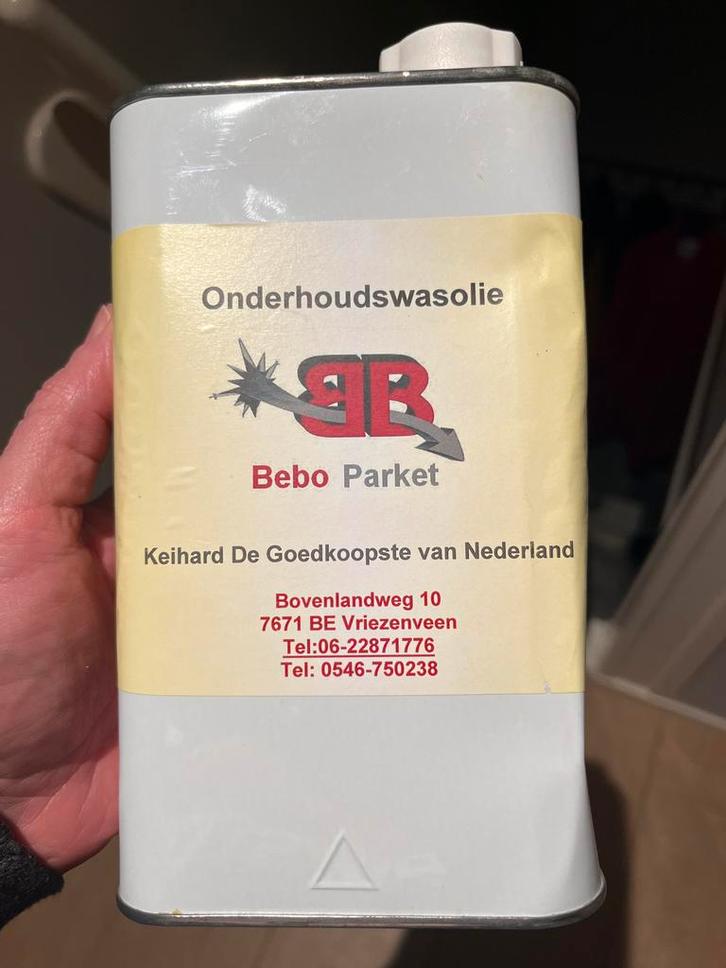 Onderhoudswasolie
BB
Bebo Parket
Keihard De Goedkoopste van Nederland
Bovenlandweg 10
7671 BE Vriezenveen
Tel:06-22871776
Tel: 0546-750238